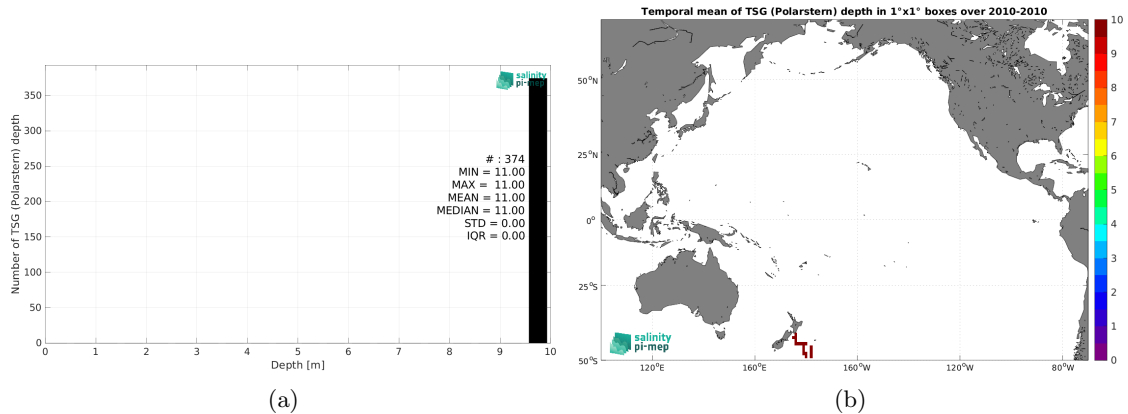 Number of TSG (Polarstern) depth
350
300
250
200
150
100
50
0
salinity
pi-mep
# : 374
MIN = 11.00
MAX = 11.00
MEAN = 11.00
MEDIAN = 11.00
STD = 0.00
IQR = 0.00
0 1 2 3 4 5 6 7 8 9 10
Depth [m]
(a)
Temporal mean of TSG (Polarstern) depth in 1°x1° boxes over 2010-2010
50°N
25°N
0°
25°S
50°S
salinity
pi-mep
120°E 160°E 160°W 120°W 80°W
10
9
8
7
6
5
4
3
2
1
0
(b)